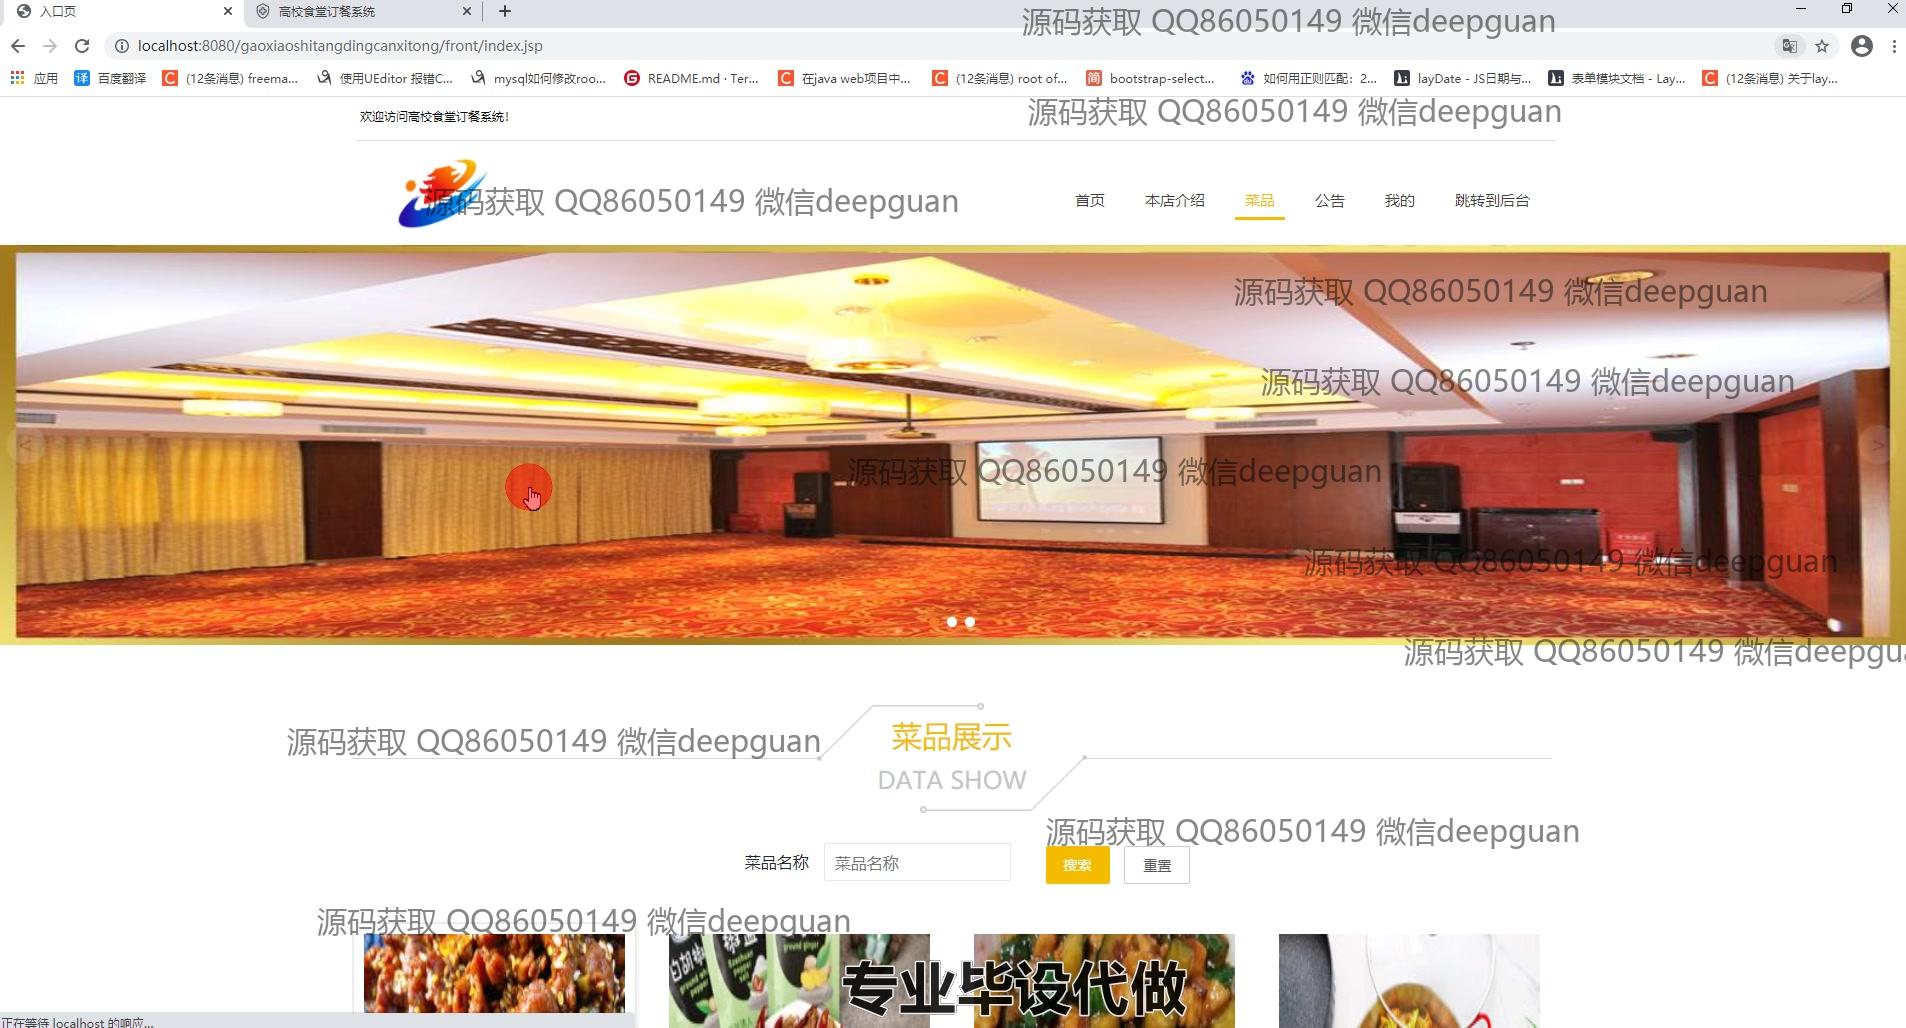 入口页
高校食堂订餐系统
源码获取 QQ86050149 微信deepguan
localhost:8080/gaoxiaoshitangdingcanxitong/front/index.jsp
应用
译 百度翻译
C (12条消息) freema...
使用UEditor 报错C...
mysql如何修改roo...
G README.md · Ter...
C 在java web项目中...
C (12条消息) root of...
简 bootstrap-select...
如何用正则匹配：2...
layDate - JS日期与...
表单模块文档 - Lay...
C (12条消息) 关于lay...
欢迎访问高校食堂订餐系统!
源码获取 QQ86050149 微信deepguan
源码获取 QQ86050149 微信deepguan
首页 本店介绍 菜品 公告 我的 跳转到后台
源码获取 QQ86050149 微信deepguan
源码获取 QQ86050149 微信deepguan
源码获取 QQ86050149 微信deepguan
源码获取 QQ86050149 微信deepguan
源码获取 QQ86050149 微信deepgu
源码获取 QQ86050149 微信deepguan
菜品展示
DATA SHOW
源码获取 QQ86050149 微信deepguan
菜品名称 菜品名称 搜索 重置
源码获取 QQ86050149 微信deepguan
白胡椒
ground ginger
专业毕设代做
正在等待 localhost 的响应...